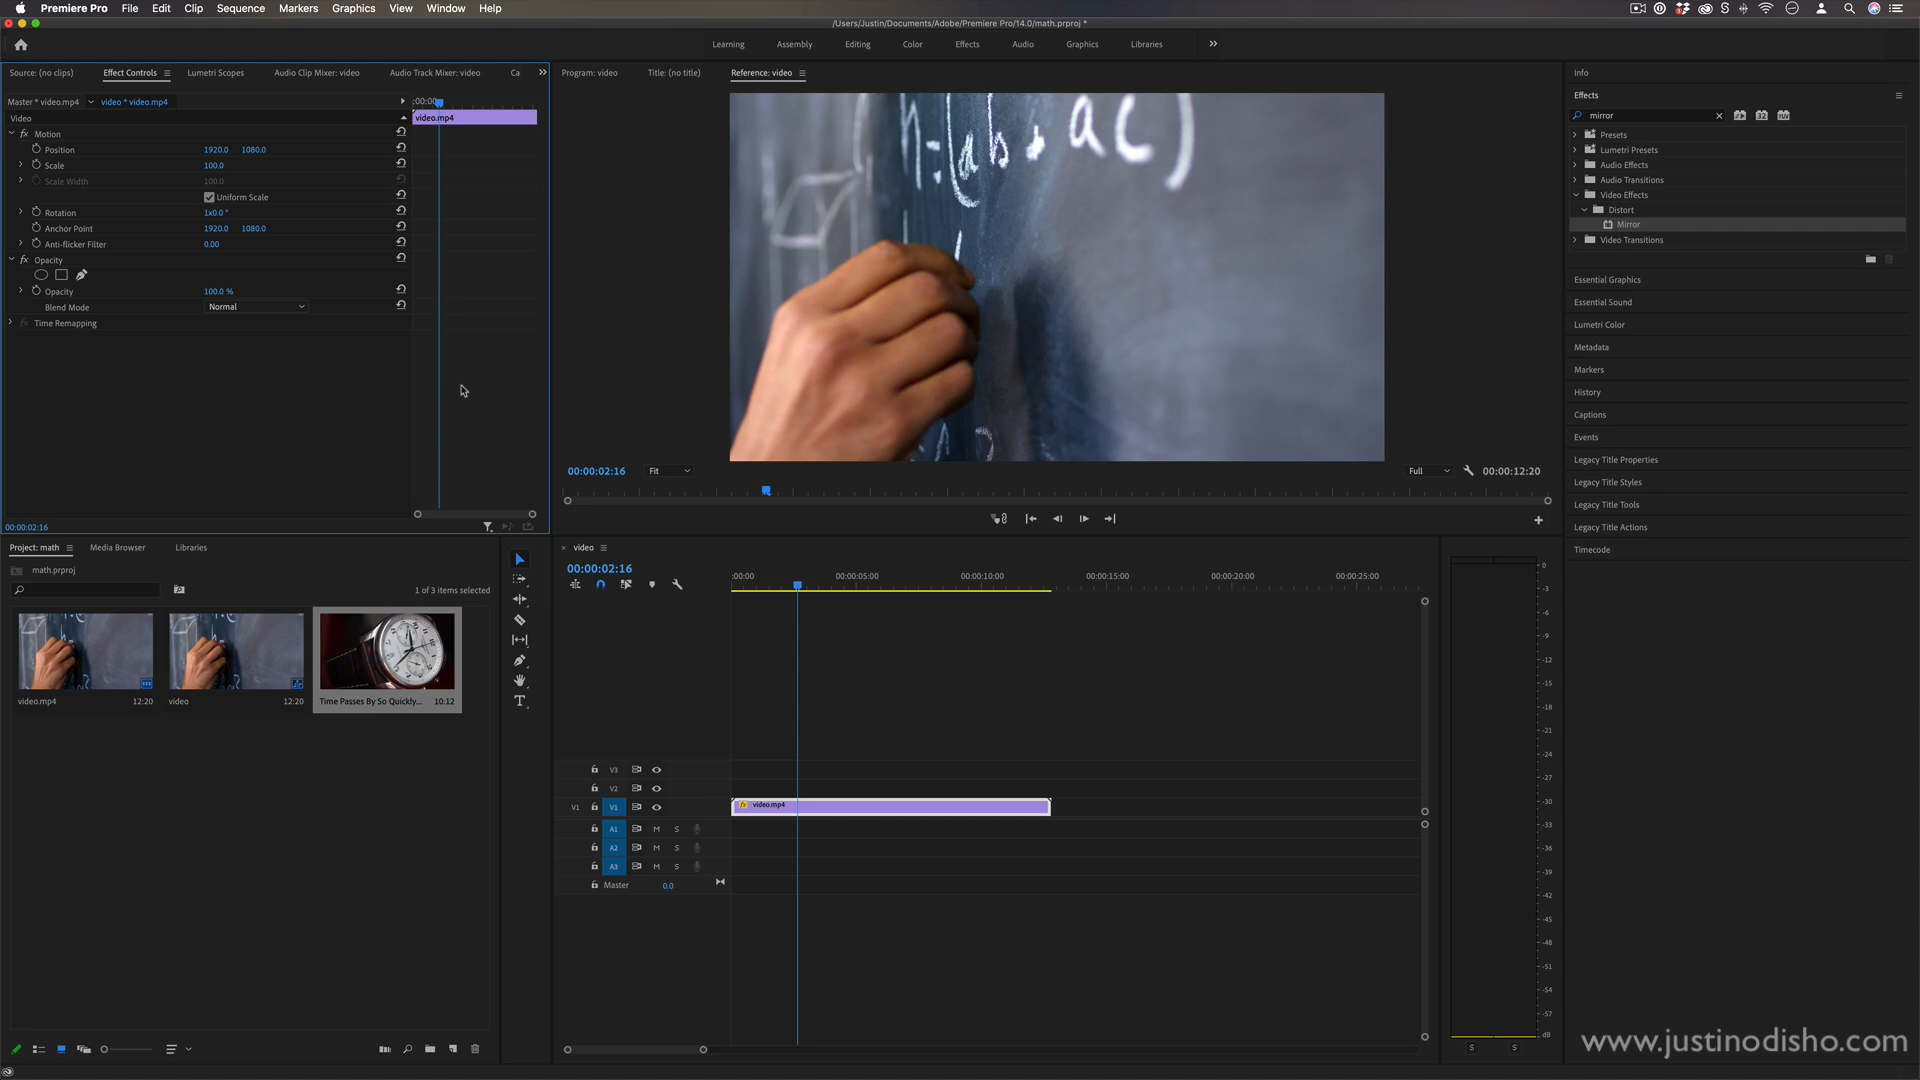 Premiere Pro File Edit Clip Sequence Markers Graphics View Window Help
/Users/Justin/Documents/Adobe/Premiere Pro/14.0/math.prproj *
Learning Assembly Editing Color Effects Audio Graphics Libraries
Source: (no clips) Effect Controls Lumetri Scopes Audio Clip Mixer: video Audio Track Mixer: video Ca
Master * video.mp4 video * video.mp4
:00:00
Video
video.mp4
Motion
Position 1920.0 1080.0
Scale 100.0
Scale Width 100.0
Uniform Scale
Rotation 1x0.0 °
Anchor Point 1920.0 1080.0
Anti-flicker Filter 0.00
Opacity
Opacity 100.0 %
Blend Mode Normal
Time Remapping
00:00:02:16
Program: video Title: (no title) Reference: video
h=(ab+ac)
00:00:02:16 Fit Full 00:00:12:20
Info
Effects
mirror
Presets
Lumetri Presets
Audio Effects
Audio Transitions
Video Effects
Distort
Mirror
Video Transitions
Essential Graphics
Essential Sound
Lumetri Color
Metadata
Markers
History
Captions
Events
Legacy Title Properties
Legacy Title Styles
Legacy Title Tools
Legacy Title Actions
Timecode
Project: math Media Browser Libraries
math.prproj
1 of 3 items selected
video.mp4 12:20
video 12:20
Time Passes By So Quickly... 10:12
video
00:00:02:16
:00:00 00:00:05:00 00:00:10:00 00:00:15:00 00:00:20:00 00:00:25:00
V3
V2
V1 V1
fx video.mp4
A1 M S
A2 M S
A3 M S
Master 0.0
0
-3
-6
-9
-12
-15
-18
-21
-24
-27
-30
-33
-36
-39
-42
-45
-48
-51
-54
-57
dB
S S
www.justinodisho.com